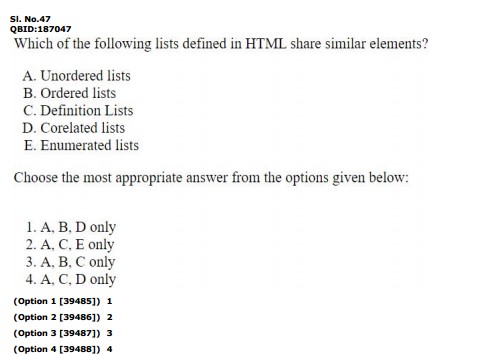 Sl. No.47
QBID:187047
Which of the following lists defined in HTML share similar elements?
A. Unordered lists
B. Ordered lists
C. Definition Lists
D. Corelated lists
E. Enumerated lists
Choose the most appropriate answer from the options given below:
1. A, B, D only
2. A, C, E only
3. A, B, C only
4. A, C, D only
(Option 1 [39485]) 1
(Option 2 [39486]) 2
(Option 3 [39487]) 3
(Option 4 [39488]) 4